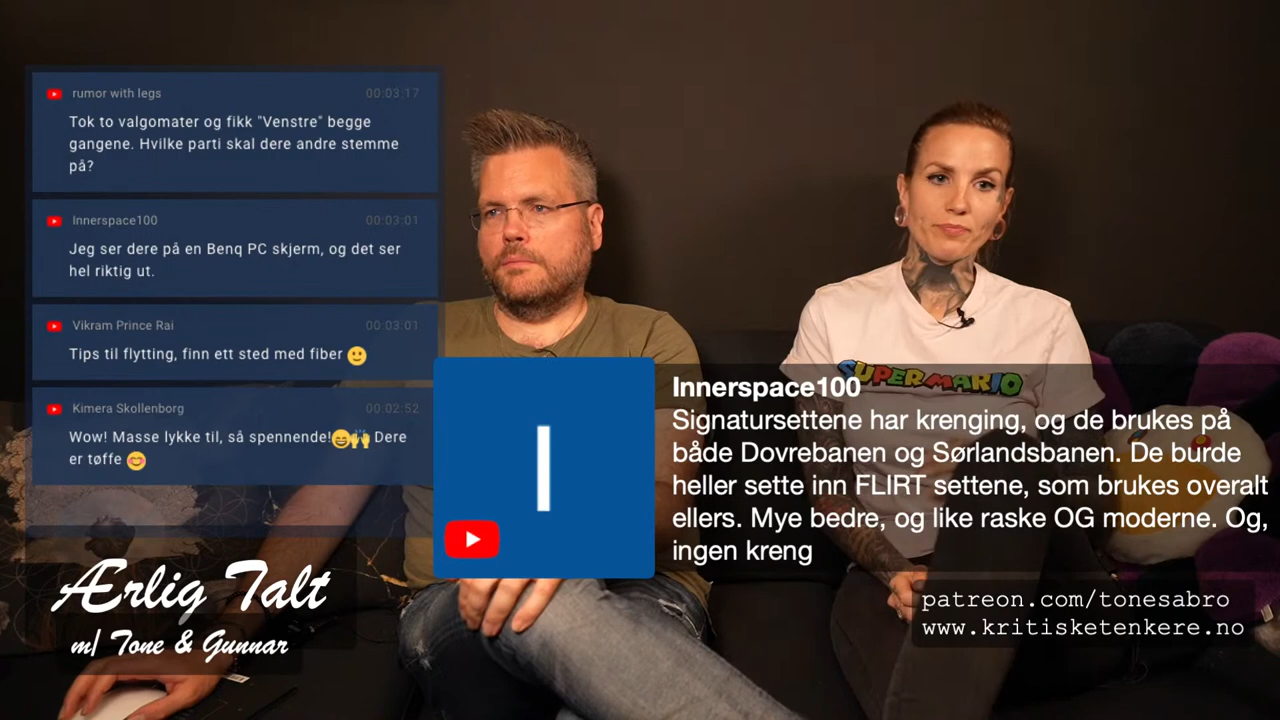 rumor with legs 00:03:17
Tok to valgomater og fikk "Venstre" begge
gangene. Hvilke parti skal dere andre stemme
på?
Innerspace100 00:03:01
Jeg ser dere på en Benq PC skjerm, og det ser
hel riktig ut.
Vikram Prince Rai 00:03:01
Tips til flytting, finn ett sted med fiber 🙂
Kimera Skollenborg 00:02:52
Wow! Masse lykke til, så spennende!😄🙌 Dere
er tøffe 😊
SUPER MARIO
I
Innerspace100
Signatursettene har krenging, og de brukes på
både Dovrebanen og Sørlandsbanen. De burde
heller sette inn FLIRT settene, som brukes overalt
ellers. Mye bedre, og like raske OG moderne. Og,
ingen kreng
Ærlig Talt
m/ Tone & Gunnar
patreon.com/tonesabro
www.kritisketenkere.no